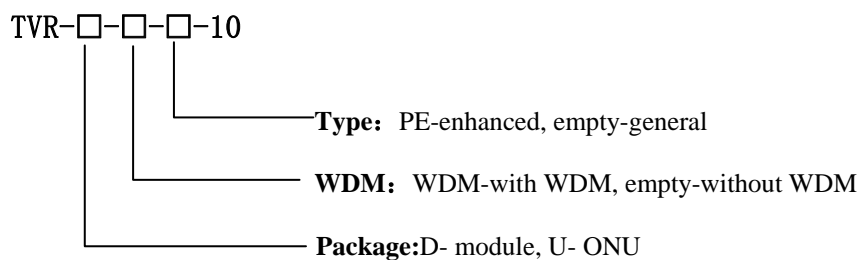 TVR-□-□-□-10
Type：PE-enhanced, empty-general
WDM：WDM-with WDM, empty-without WDM
Package:D- module, U- ONU